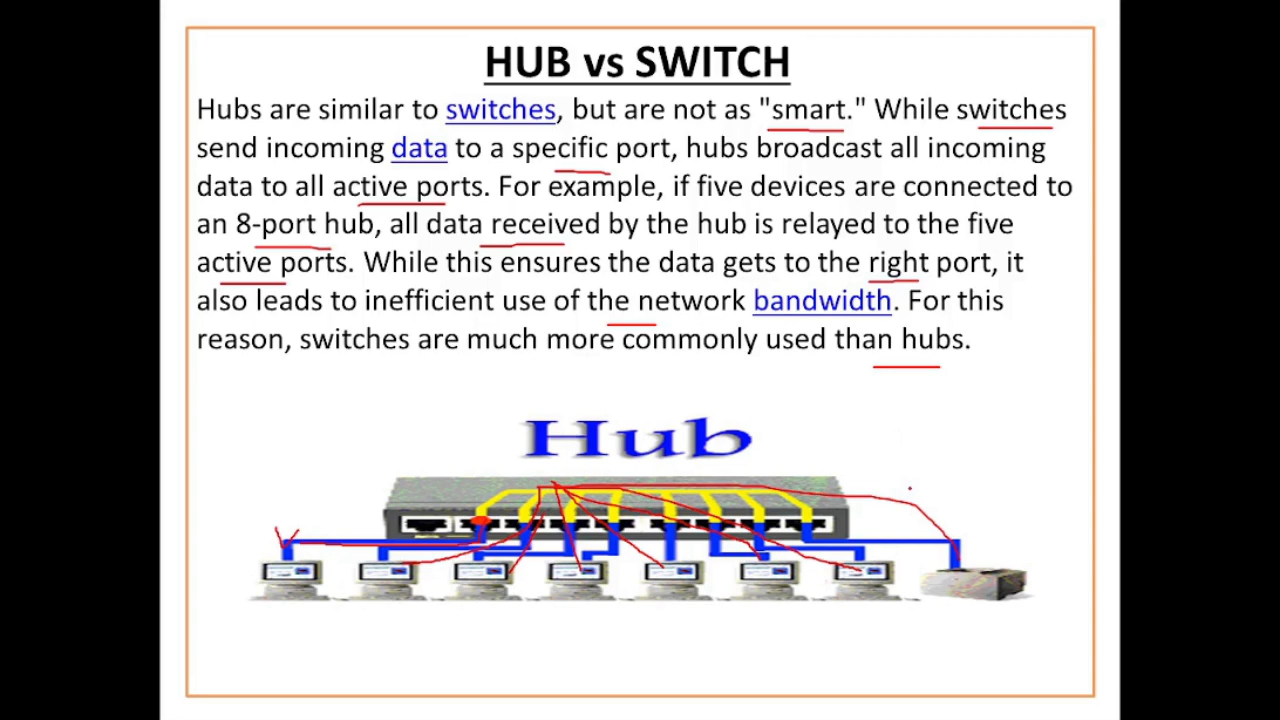 HUB vs SWITCH
Hubs are similar to switches, but are not as "smart." While switches
send incoming data to a specific port, hubs broadcast all incoming
data to all active ports. For example, if five devices are connected to
an 8-port hub, all data received by the hub is relayed to the five
active ports. While this ensures the data gets to the right port, it
also leads to inefficient use of the network bandwidth. For this
reason, switches are much more commonly used than hubs.
Hub